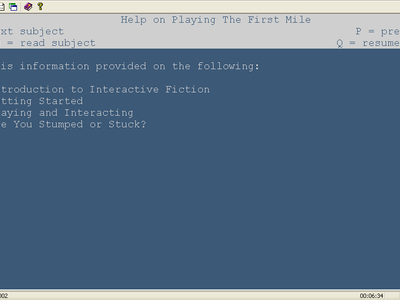 Help on Playing The First Mile
xt subject P = pre
= read subject Q = resume
is information provided on the following:
troduction to Interactive Fiction
tting Started
aying and Interacting
e You Stumped or Stuck?
002 00:06:34